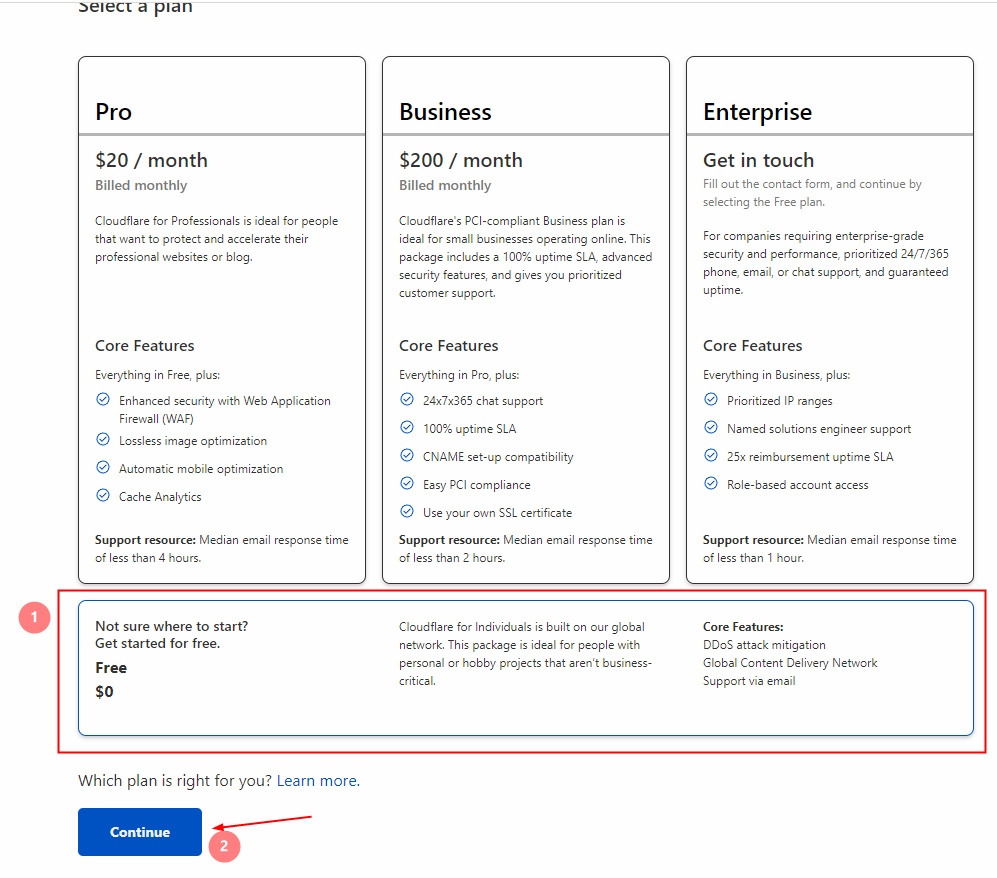 Select a plan
Pro
$20 / month
Billed monthly
Cloudflare for Professionals is ideal for people
that want to protect and accelerate their
professional websites or blog.
Core Features
Everything in Free, plus:
Enhanced security with Web Application
Firewall (WAF)
Lossless image optimization
Automatic mobile optimization
Cache Analytics
Support resource: Median email response time
of less than 4 hours.
Business
$200 / month
Billed monthly
Cloudflare's PCI-compliant Business plan is
ideal for small businesses operating online. This
package includes a 100% uptime SLA, advanced
security features, and gives you prioritized
customer support.
Core Features
Everything in Pro, plus:
24x7x365 chat support
100% uptime SLA
CNAME set-up compatibility
Easy PCI compliance
Use your own SSL certificate
Support resource: Median email response time
of less than 2 hours.
Enterprise
Get in touch
Fill out the contact form, and continue by
selecting the Free plan.
For companies requiring enterprise-grade
security and performance, prioritized 24/7/365
phone, email, or chat support, and guaranteed
uptime.
Core Features
Everything in Business, plus:
Prioritized IP ranges
Named solutions engineer support
25x reimbursement uptime SLA
Role-based account access
Support resource: Median email response time
of less than 1 hour.
1
Not sure where to start?
Get started for free.
Free
$0
Cloudflare for Individuals is built on our global
network. This package is ideal for people with
personal or hobby projects that aren't business-
critical.
Core Features:
DDoS attack mitigation
Global Content Delivery Network
Support via email
Which plan is right for you? Learn more.
Continue
2